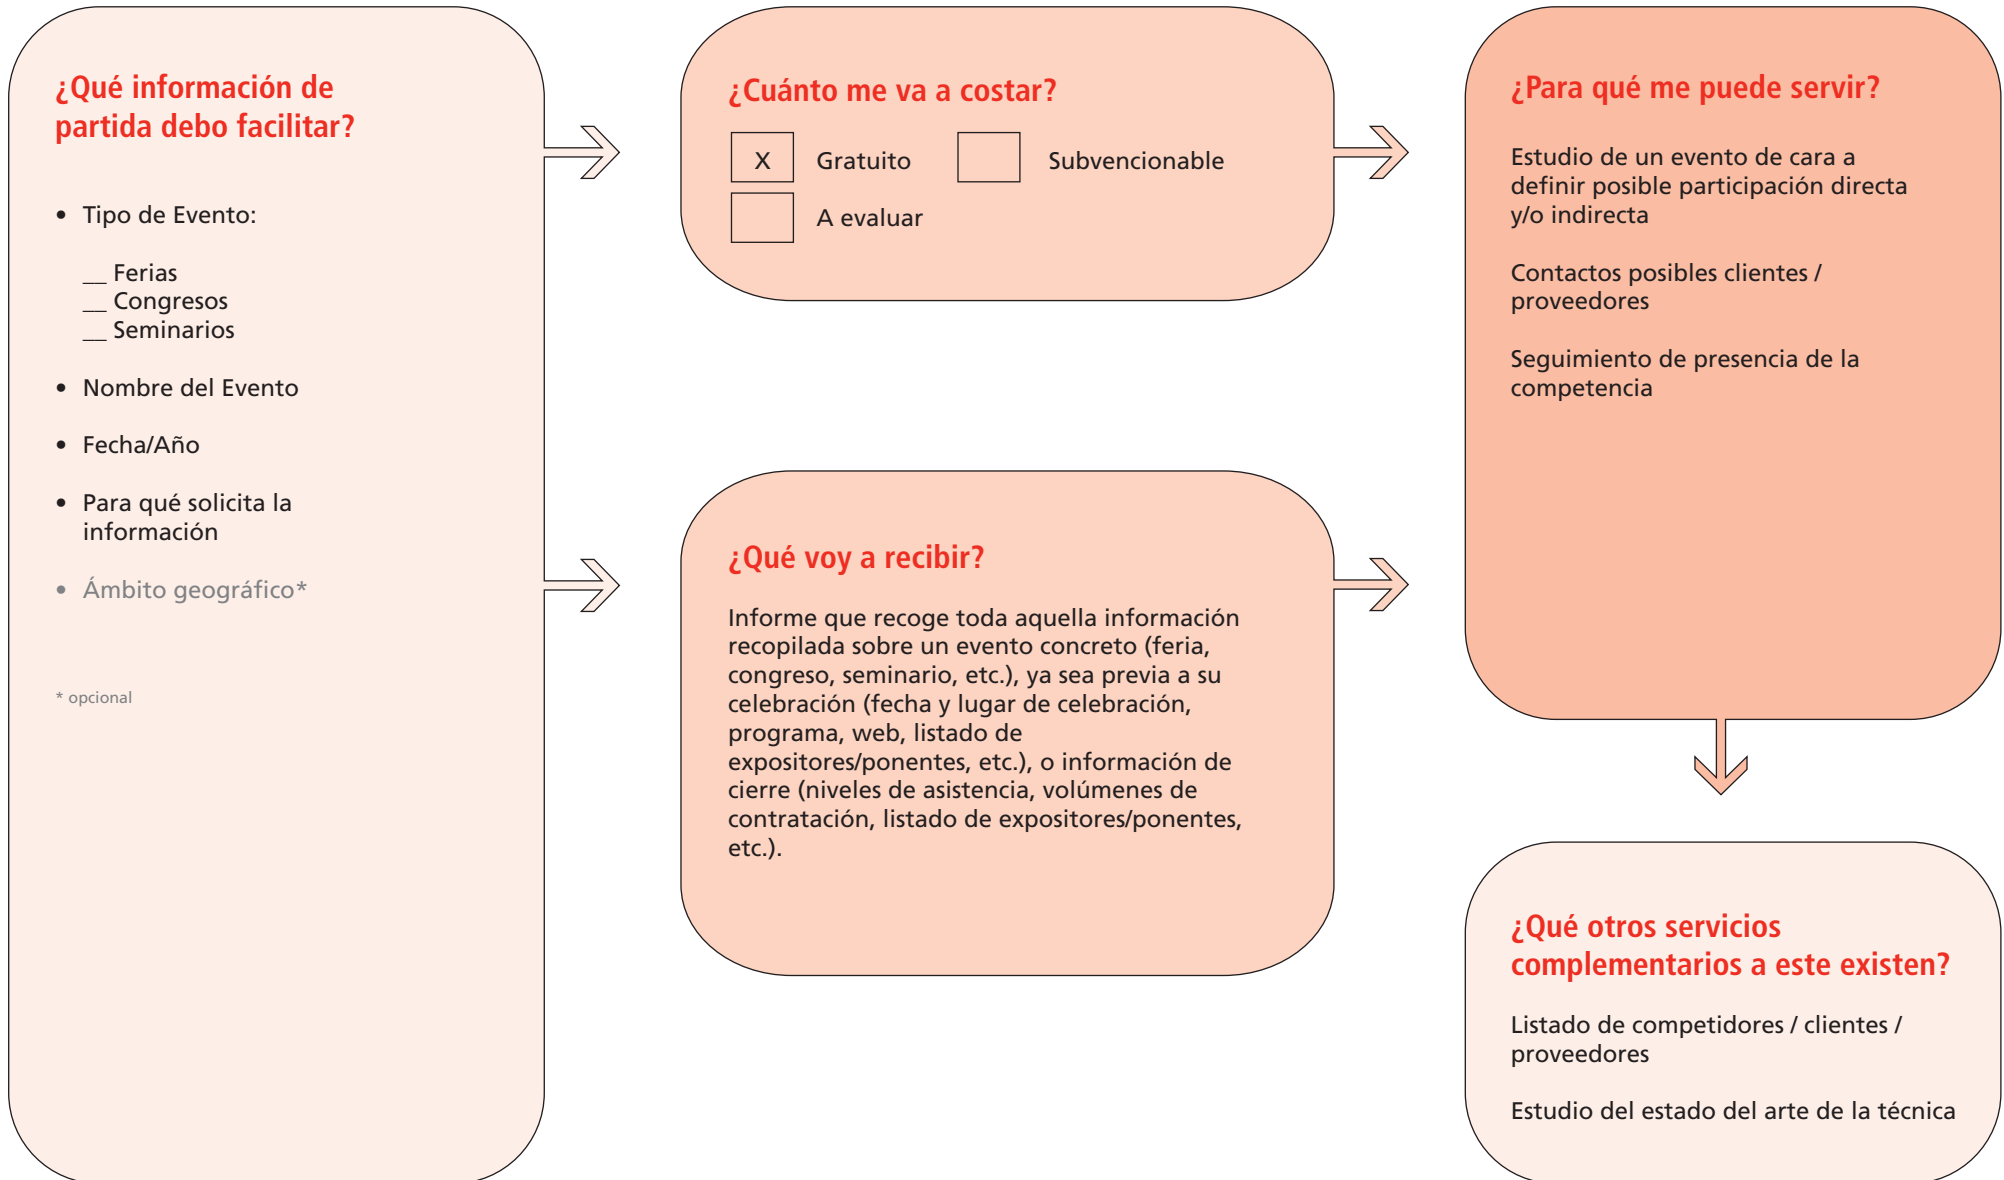 ¿Qué información de
partida debo facilitar?
• Tipo de Evento:
__ Ferias
__ Congresos
__ Seminarios
• Nombre del Evento
• Fecha/Año
• Para qué solicita la
información
• Ámbito geográfico*
* opcional
¿Cuánto me va a costar?
X Gratuito Subvencionable
A evaluar
¿Qué voy a recibir?
Informe que recoge toda aquella información
recopilada sobre un evento concreto (feria,
congreso, seminario, etc.), ya sea previa a su
celebración (fecha y lugar de celebración,
programa, web, listado de
expositores/ponentes, etc.), o información de
cierre (niveles de asistencia, volúmenes de
contratación, listado de expositores/ponentes,
etc.).
¿Para qué me puede servir?
Estudio de un evento de cara a
definir posible participación directa
y/o indirecta
Contactos posibles clientes /
proveedores
Seguimiento de presencia de la
competencia
¿Qué otros servicios
complementarios a este existen?
Listado de competidores / clientes /
proveedores
Estudio del estado del arte de la técnica